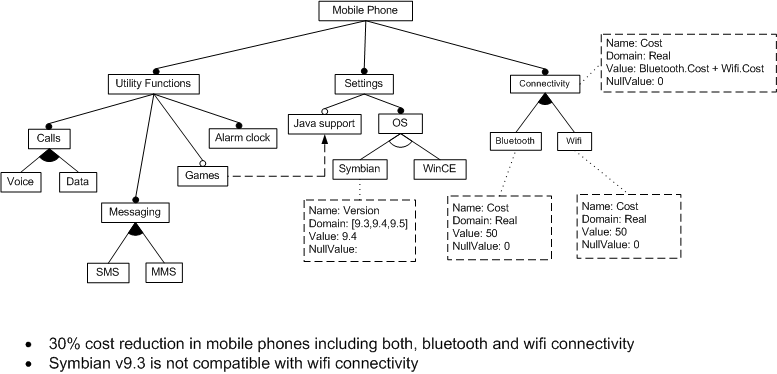 Mobile Phone
Name: Cost
Domain: Real
Value: Bluetooth.Cost + Wifi.Cost
NullValue: 0
Utility Functions
Settings
Connectivity
Java support
OS
Calls
Alarm clock
Bluetooth
Wifi
Symbian
WinCE
Voice
Data
Games
Messaging
Name: Version
Domain: [9.3,9.4,9.5]
Value: 9.4
NullValue:
Name: Cost
Domain: Real
Value: 50
NullValue: 0
Name: Cost
Domain: Real
Value: 50
NullValue: 0
SMS
MMS
• 30% cost reduction in mobile phones including both, bluetooth and wifi connectivity
• Symbian v9.3 is not compatible with wifi connectivity